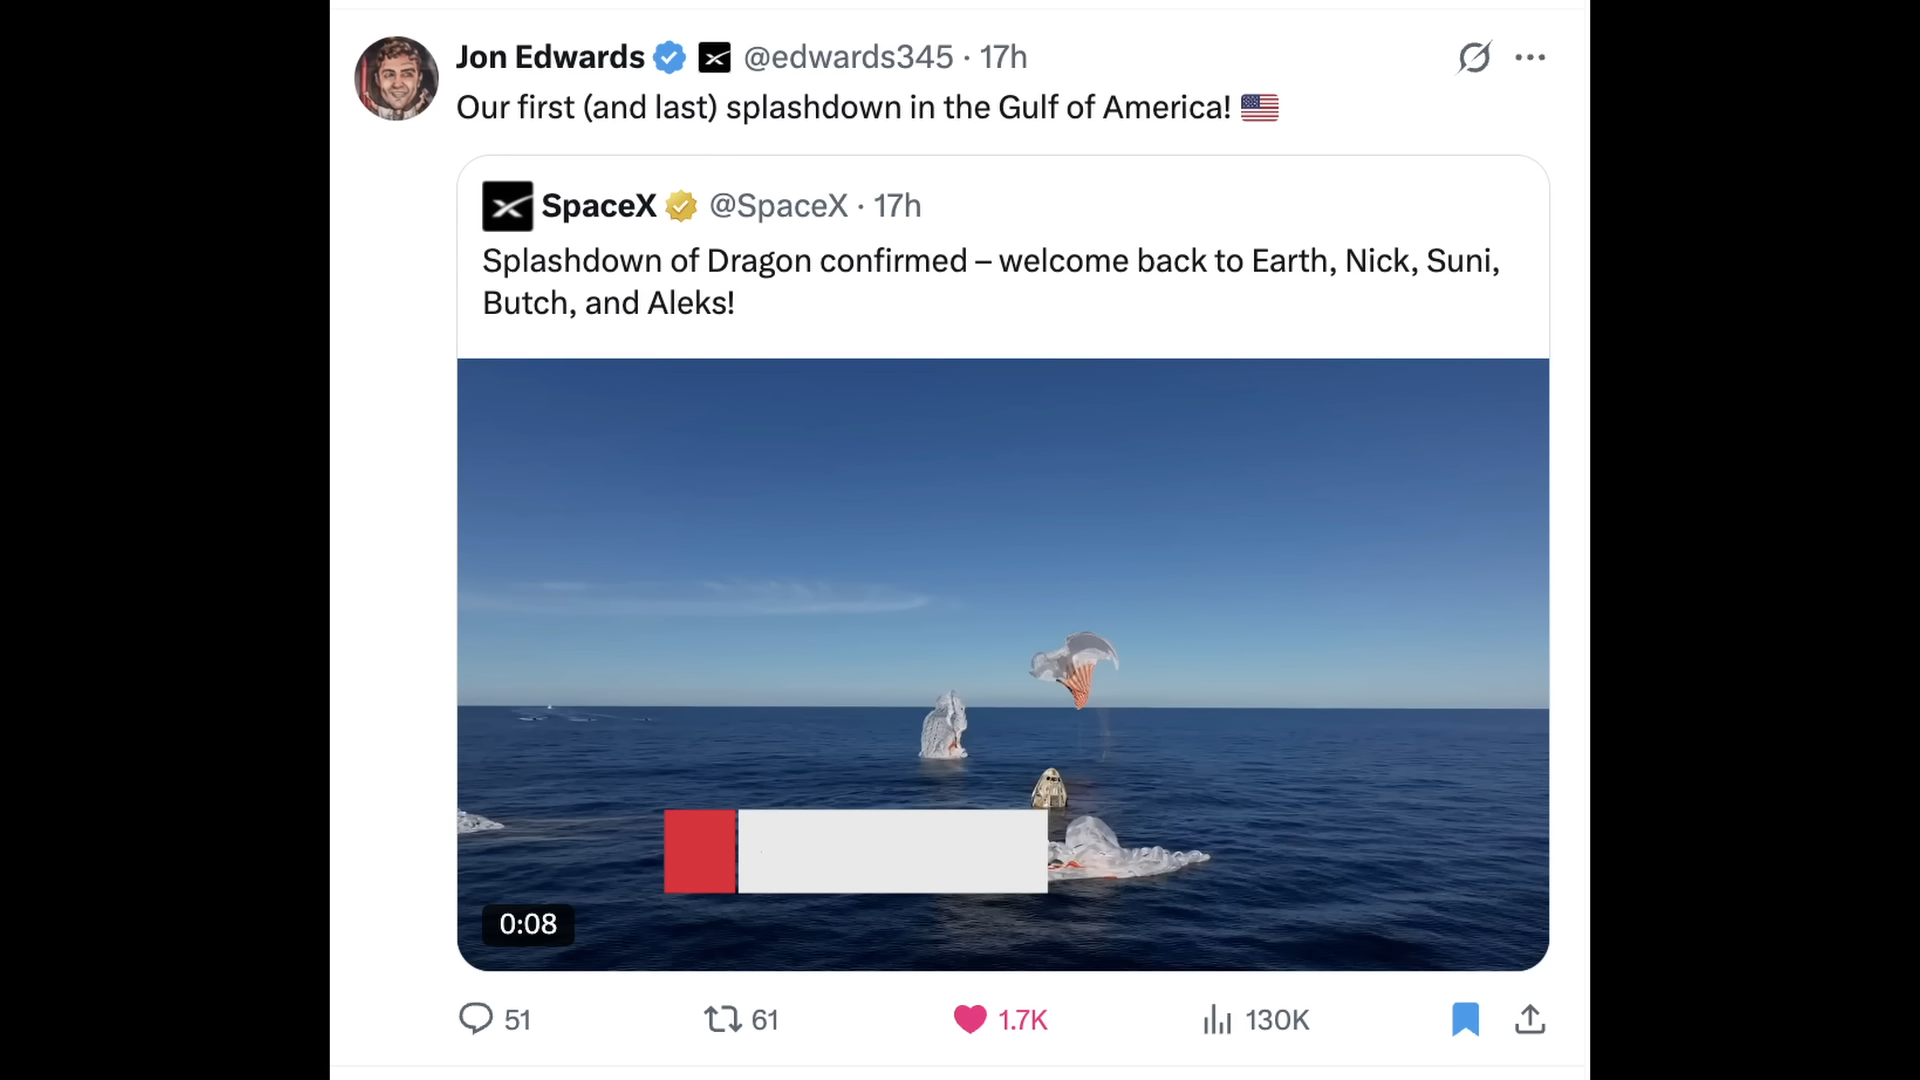 Jon Edwards @edwards345 · 17h
Our first (and last) splashdown in the Gulf of America! 🇺🇸
SpaceX @SpaceX · 17h
Splashdown of Dragon confirmed – welcome back to Earth, Nick, Suni,
Butch, and Aleks!
0:08
51 61 1.7K 130K